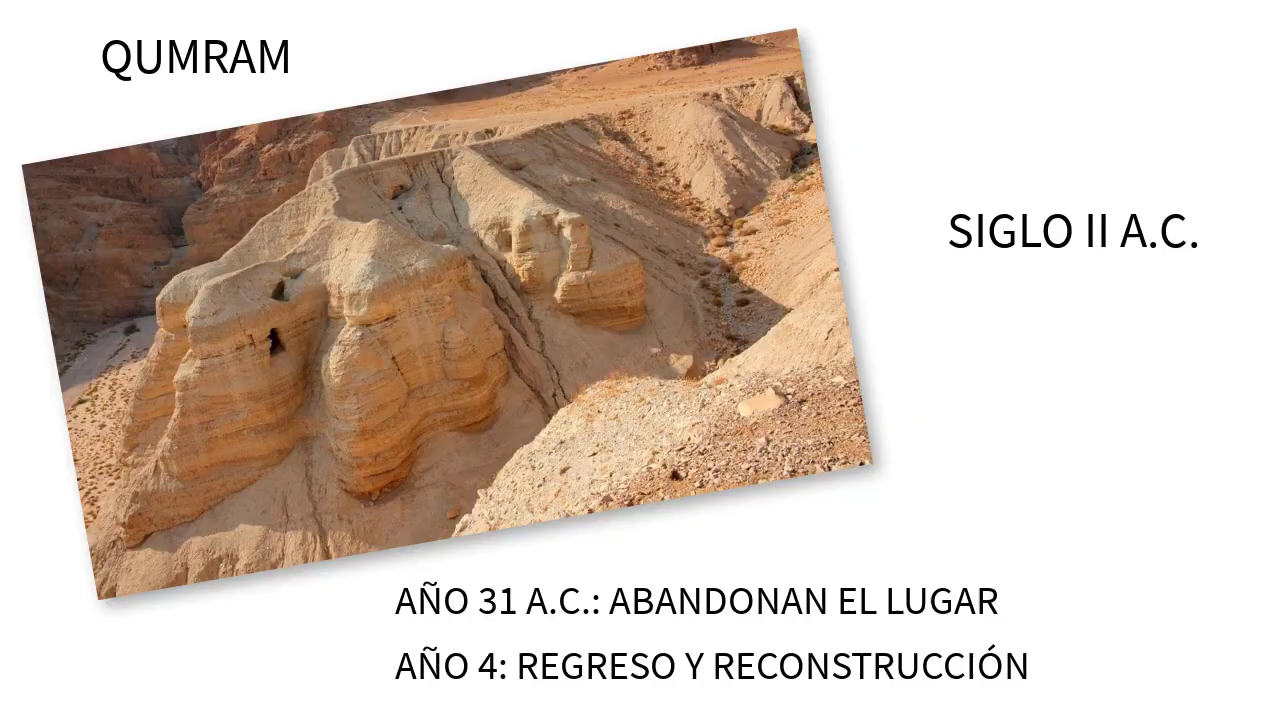 QUMRAM
SIGLO II A.C.
AÑO 31 A.C.: ABANDONAN EL LUGAR
AÑO 4: REGRESO Y RECONSTRUCCIÓN